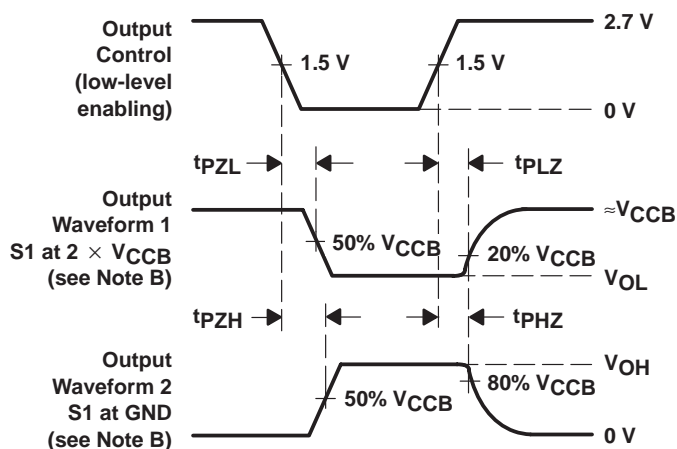 Output
Control
(low-level
enabling)
2.7 V
1.5 V
1.5 V
0 V
tPZL
tPLZ
Output
Waveform 1
S1 at 2 × VCCB
(see Note B)
≈VCCB
50% VCCB
20% VCCB
VOL
tPZH
tPHZ
Output
Waveform 2
S1 at GND
(see Note B)
VOH
50% VCCB
80% VCCB
0 V